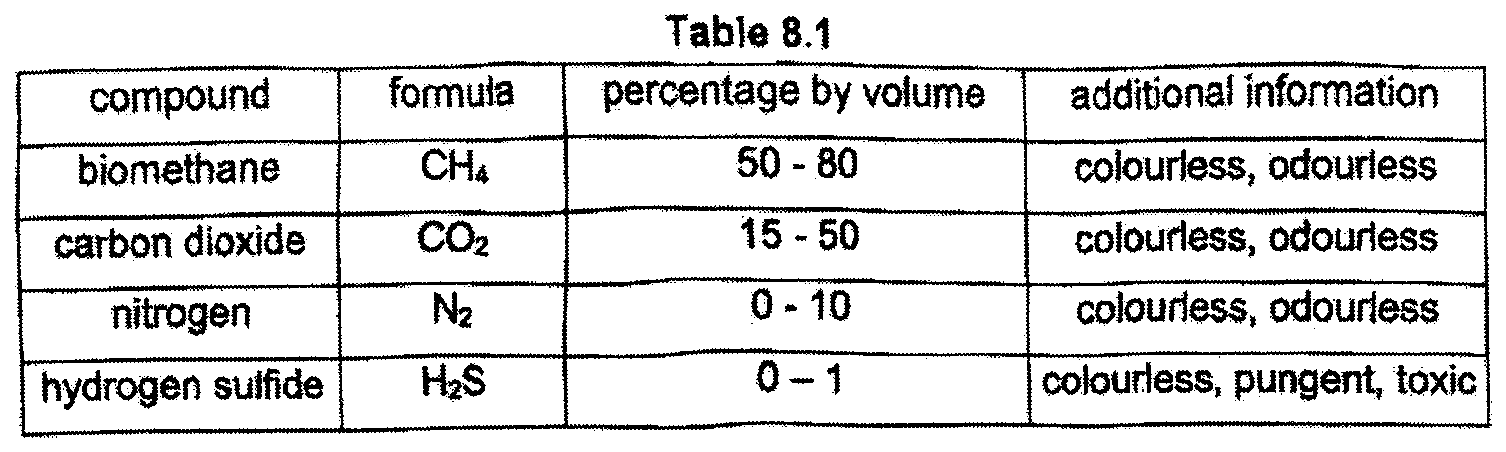 Table 8.1
compound formula percentage by volume additional information
biomethane CH₄ 50 - 80 colourless, odourless
carbon dioxide CO₂ 15 - 50 colourless, odourless
nitrogen N₂ 0 - 10 colourless, odourless
hydrogen sulfide H₂S 0 – 1 colourless, pungent, toxic